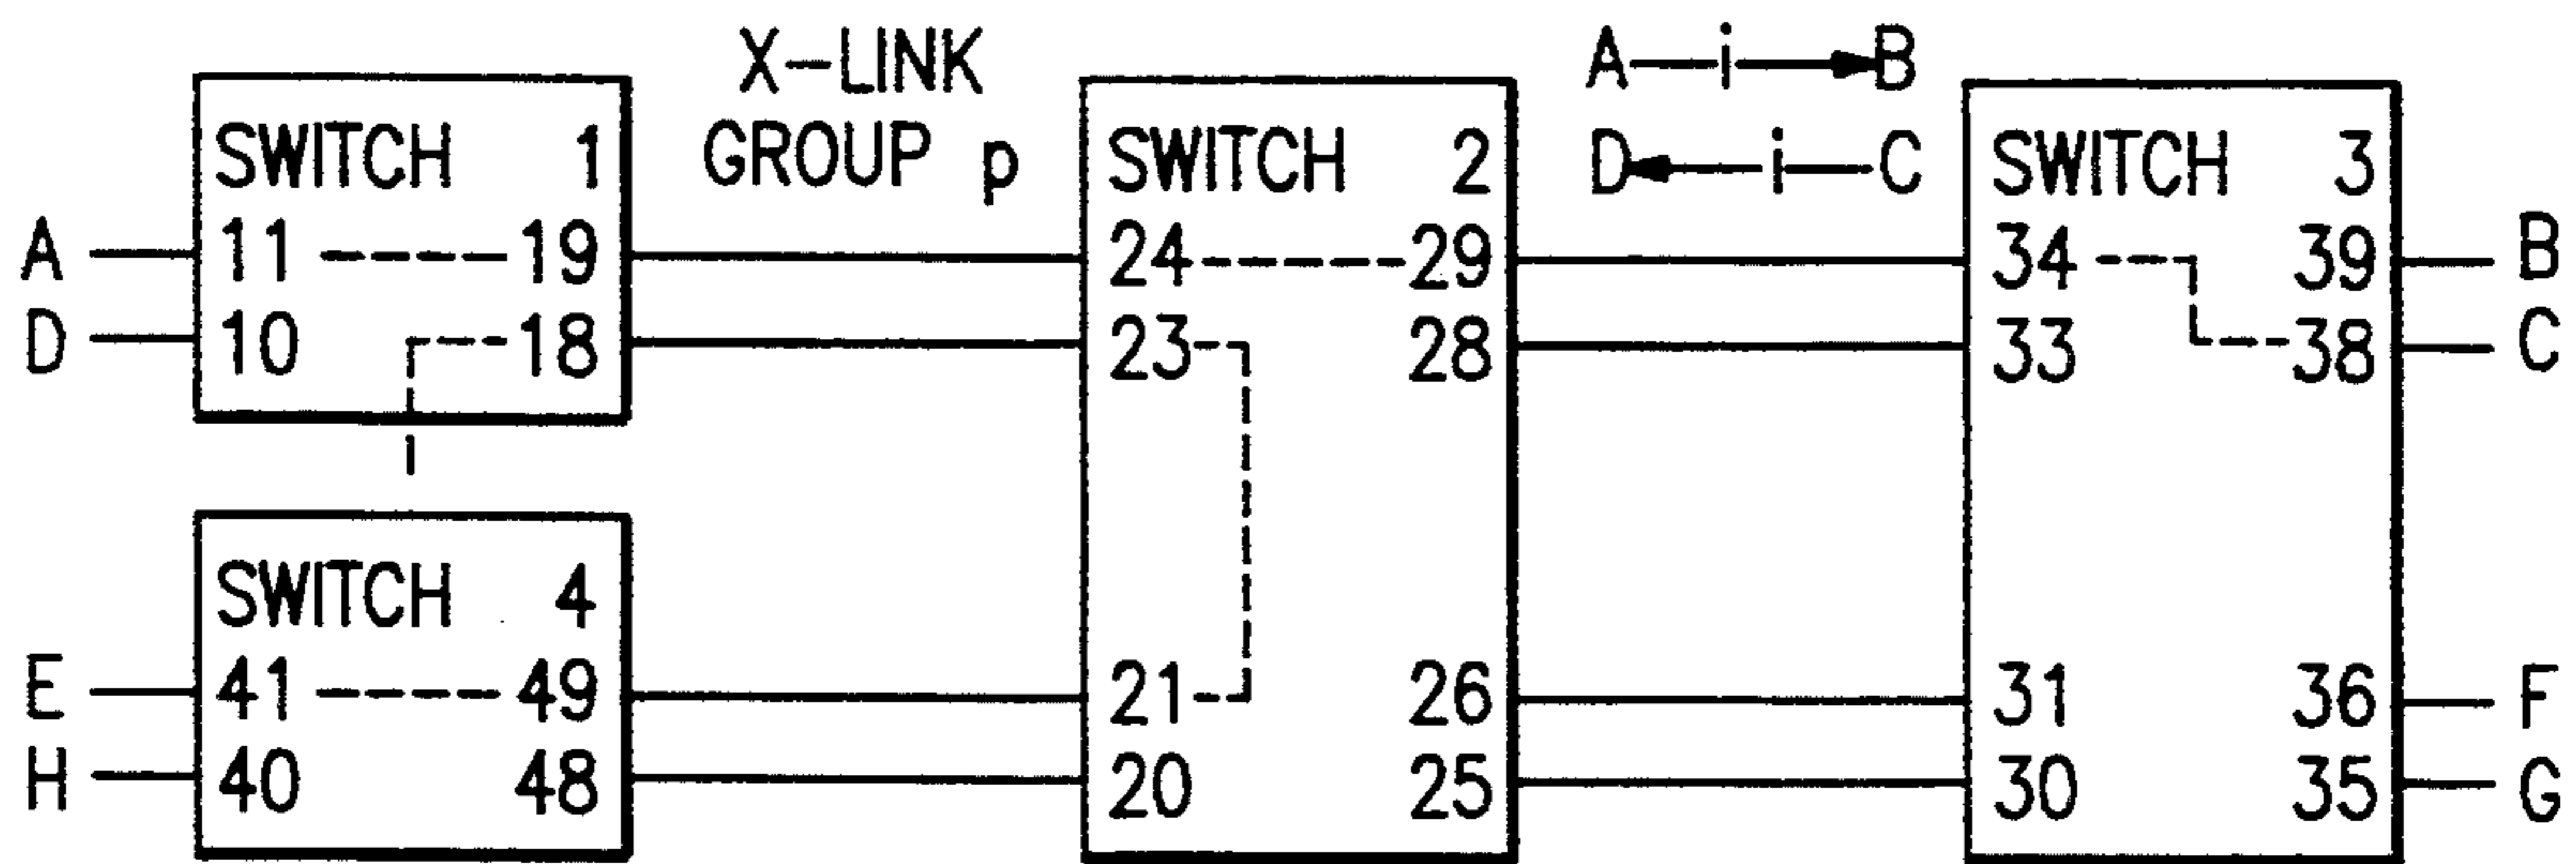 X-LINK
GROUP p
A i B
D i C
SWITCH 1
A 11 19
D 10 18
SWITCH 4
E 41 49
H 40 48
SWITCH 2
24 29
23 28
21 26
20 25
SWITCH 3
34 39 B
33 38 C
31 36 F
30 35 G